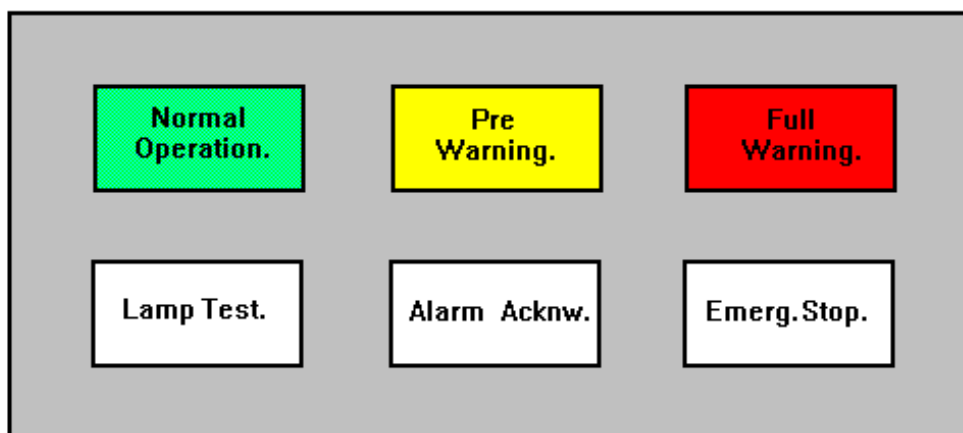 Normal
Operation.
Pre
Warning.
Full
Warning.
Lamp Test.
Alarm Acknw.
Emerg.Stop.